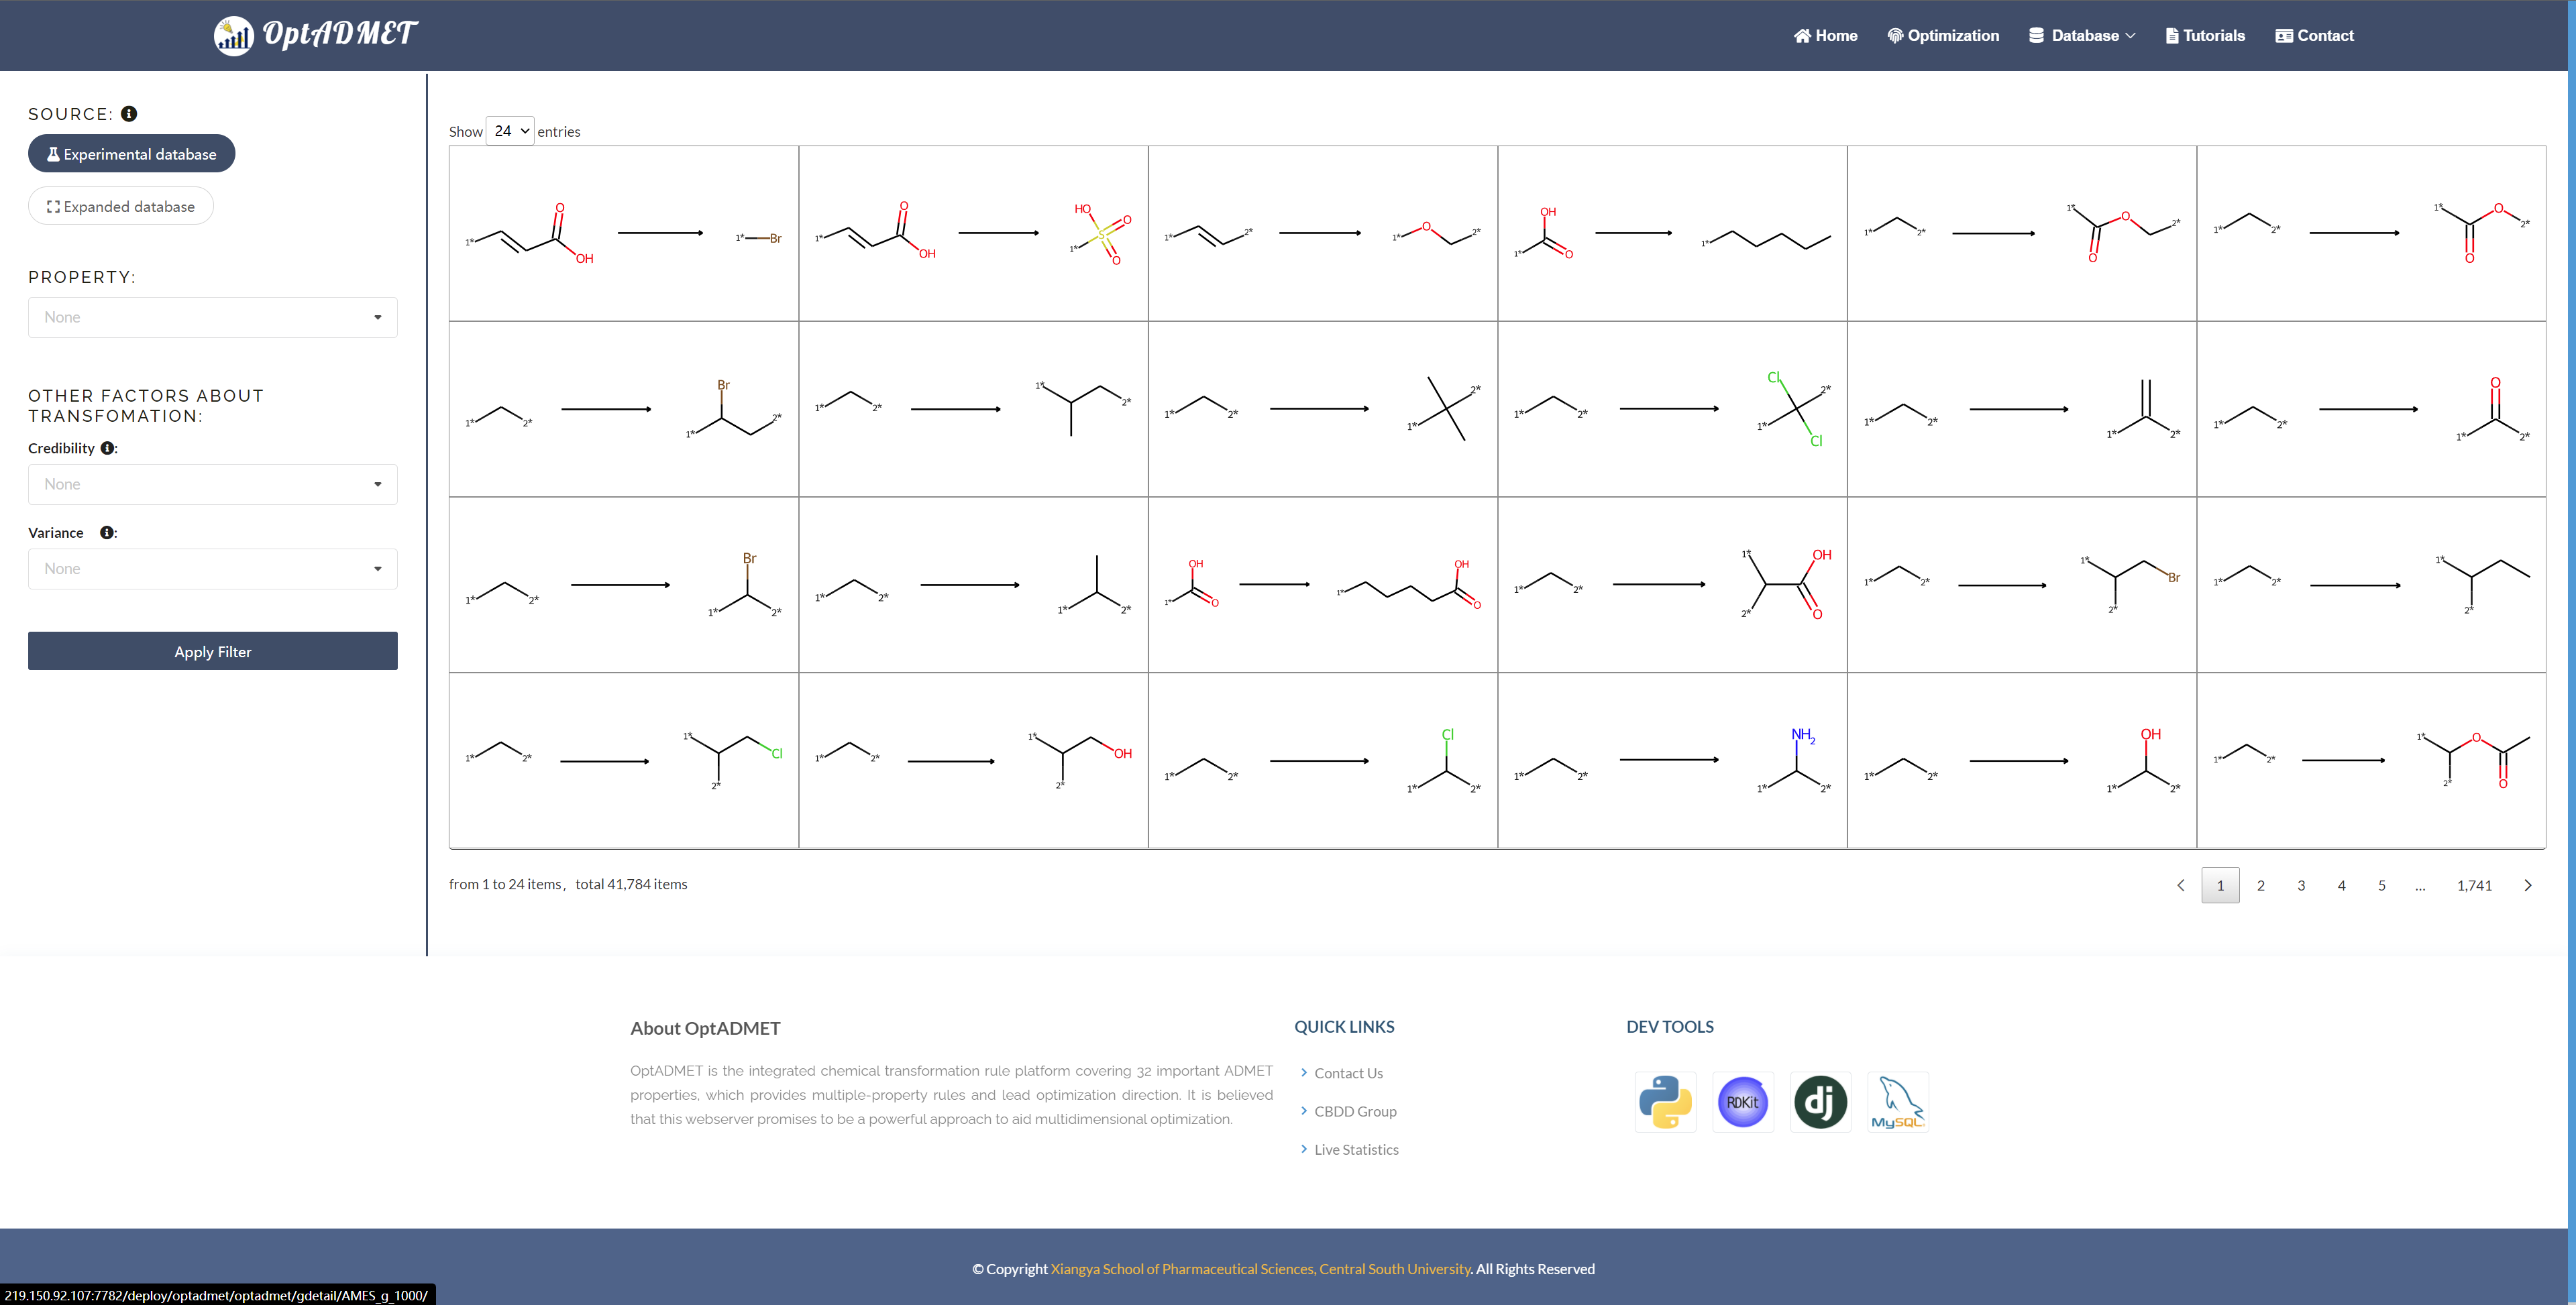 OptADMET
Home Optimization Database Tutorials Contact
SOURCE:
Experimental database
Expanded database
PROPERTY:
None
OTHER FACTORS ABOUT
TRANSFOMATION:
Credibility :
None
Variance :
None
Apply Filter
Show 24 entries
1* O OH 1* Br
1* O OH HO S O O 1*
1* 2* 1* O 2*
OH 1* O 1*
1* 2* 1* O O 2*
1* 2* 1* O O 2*
1* 2* Br 1* 2*
1* 2* 1* 2*
1* 2* 1* 2*
1* 2* Cl 1* 2* Cl
1* 2* 1* 2*
1* 2* O 1* 2*
1* 2* Br 1* 2*
1* 2* 1* 2*
OH 1* O 1* OH O
1* 2* 1* OH 2* O
1* 2* 1* Br 2*
1* 2* 1* 2*
1* 2* 1* Cl 2*
1* 2* 1* OH 2*
1* 2* Cl 1* 2*
1* 2* NH2 1* 2*
1* 2* OH 1* 2*
1* 2* 1* O 2* O
from 1 to 24 items，total 41,784 items
1 2 3 4 5 ... 1,741
About OptADMET
OptADMET is the integrated chemical transformation rule platform covering 32 important ADMET
properties, which provides multiple-property rules and lead optimization direction. It is believed
that this webserver promises to be a powerful approach to aid multidimensional optimization.
QUICK LINKS
Contact Us
CBDD Group
Live Statistics
DEV TOOLS
RDKit
dj
MySQL
© Copyright Xiangya School of Pharmaceutical Sciences, Central South University. All Rights Reserved
219.150.92.107:7782/deploy/optadmet/optadmet/gdetail/AMES_g_1000/